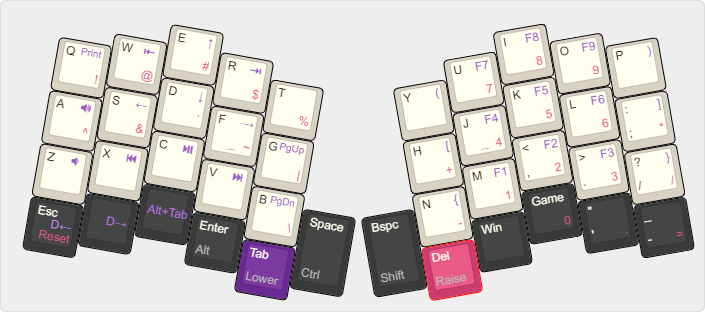 Q Print !
W ⇤ @
E ↑ #
R ⇥ $
T %
Y (
U F7 7
I F8 8
O F9 9
P )
A ^
S ← &
D ↓
F → _ ~
G PgUp |
H [ +
J F4 _ 4
K F5 5
L F6 6
: ] ; *
Z
X ⏮
C ⏯
V ⏭
B PgDn \
N { -
M F1 1
< F2 , 2
> F3 . 3
? } / /
Esc D← Reset
D→
Alt+Tab
Enter Alt
Tab Lower
Space Ctrl
Bspc Shift
Del Raise
Win
Game 0
" , .
_ - =